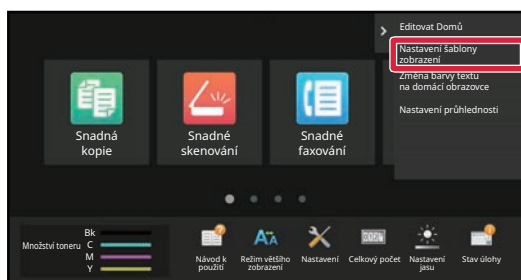 Editovat Domů
Nastavení šablony
zobrazení
Změna barvy textu
na domácí obrazovce
Nastavení průhlednosti
Snadná
kopie
Snadné
skenování
Snadné
faxování
Množství toneru
Bk
C
M
Y
Návod k
použití
Režim většího
zobrazení
Nastavení
Celkový počet
Nastavení
jasu
Stav úlohy